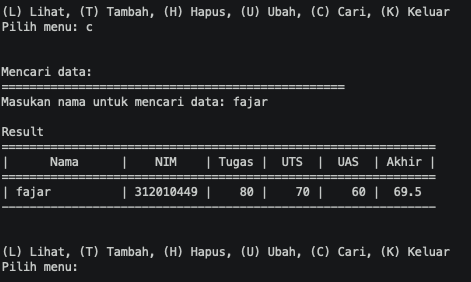 (L) Lihat, (T) Tambah, (H) Hapus, (U) Ubah, (C) Cari, (K) Keluar
Pilih menu: c
Mencari data:
=================================================
Masukan nama untuk mencari data: fajar
Result
==============================================================
|      Nama      |    NIM    | Tugas |  UTS  |  UAS  | Akhir |
==============================================================
| fajar          | 312010449 |    80 |    70 |    60 |  69.5
──────────────────────────────────────────────────────────────
(L) Lihat, (T) Tambah, (H) Hapus, (U) Ubah, (C) Cari, (K) Keluar
Pilih menu: